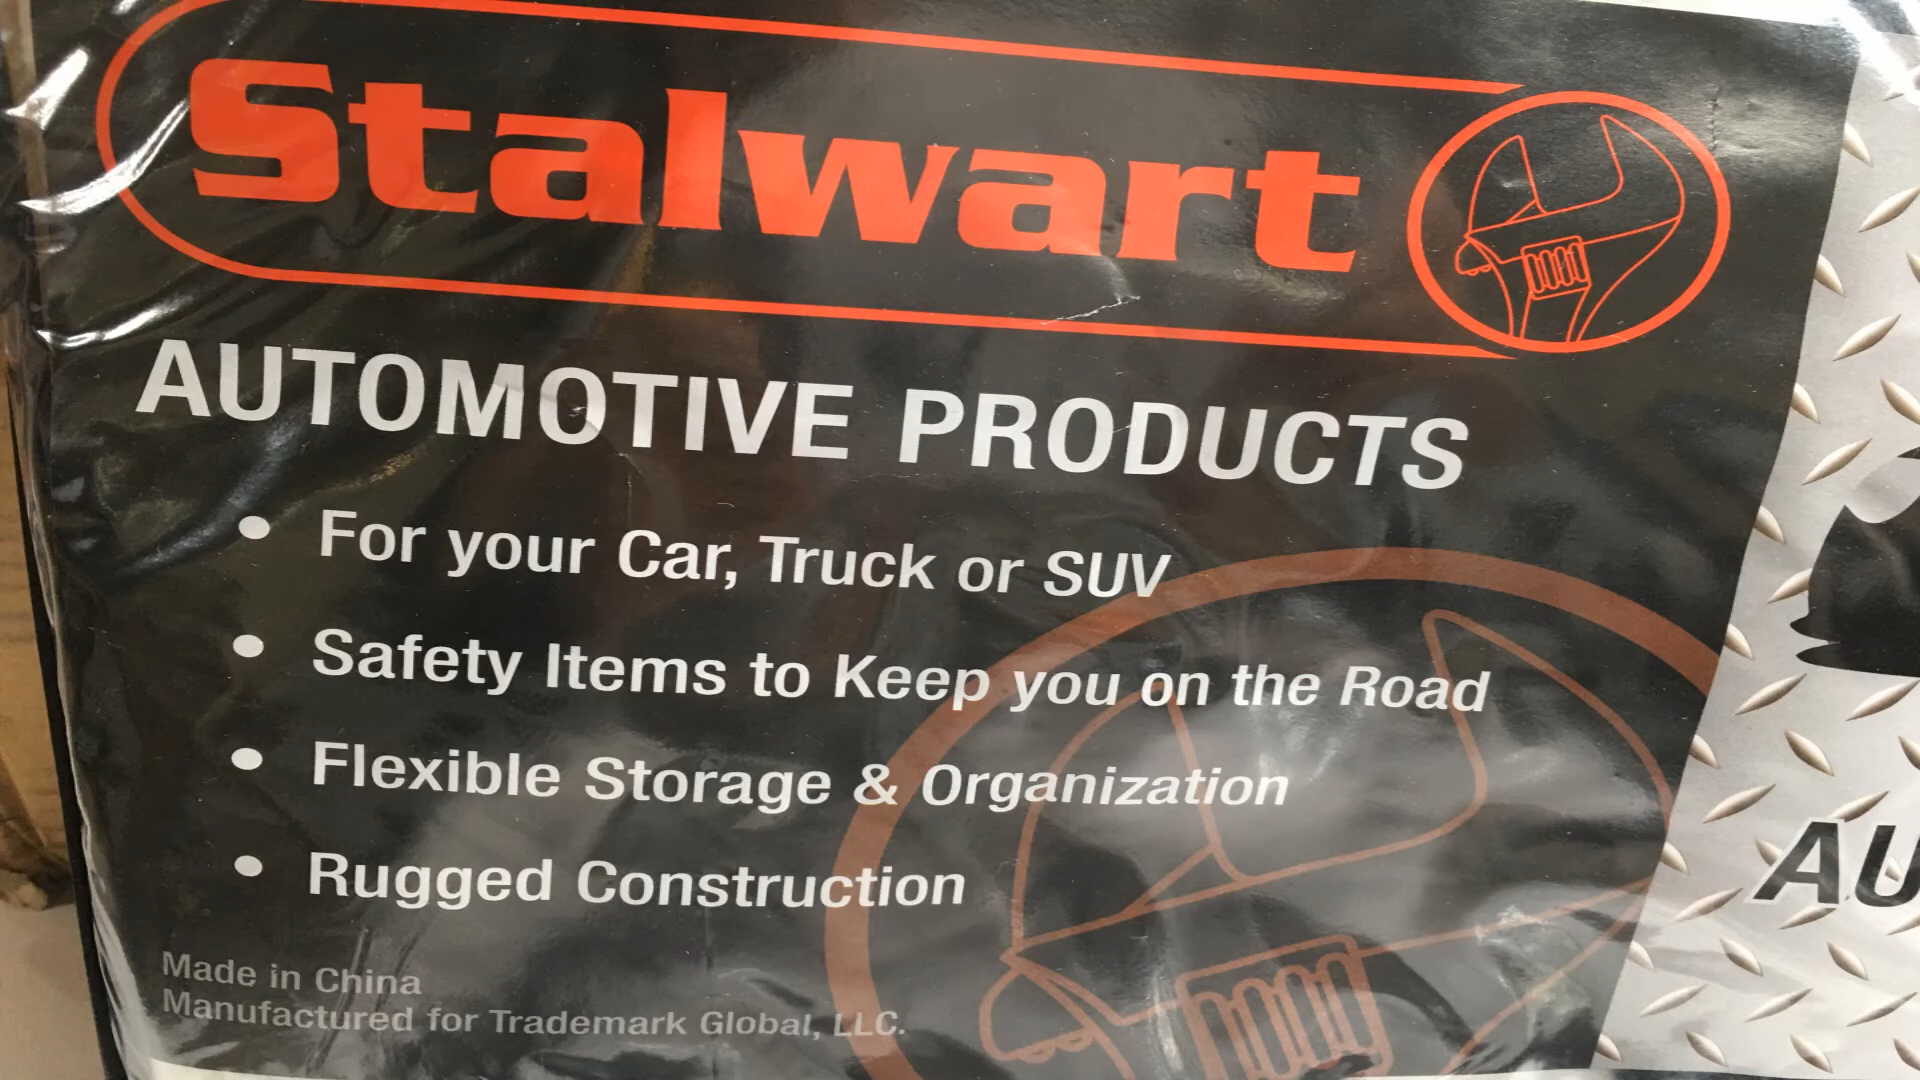 Stalwart
AUTOMOTIVE PRODUCTS
• For your Car, Truck or SUV
• Safety Items to Keep you on the Road
• Flexible Storage & Organization
• Rugged Construction
Made in China
Manufactured for Trademark Global, LLC.